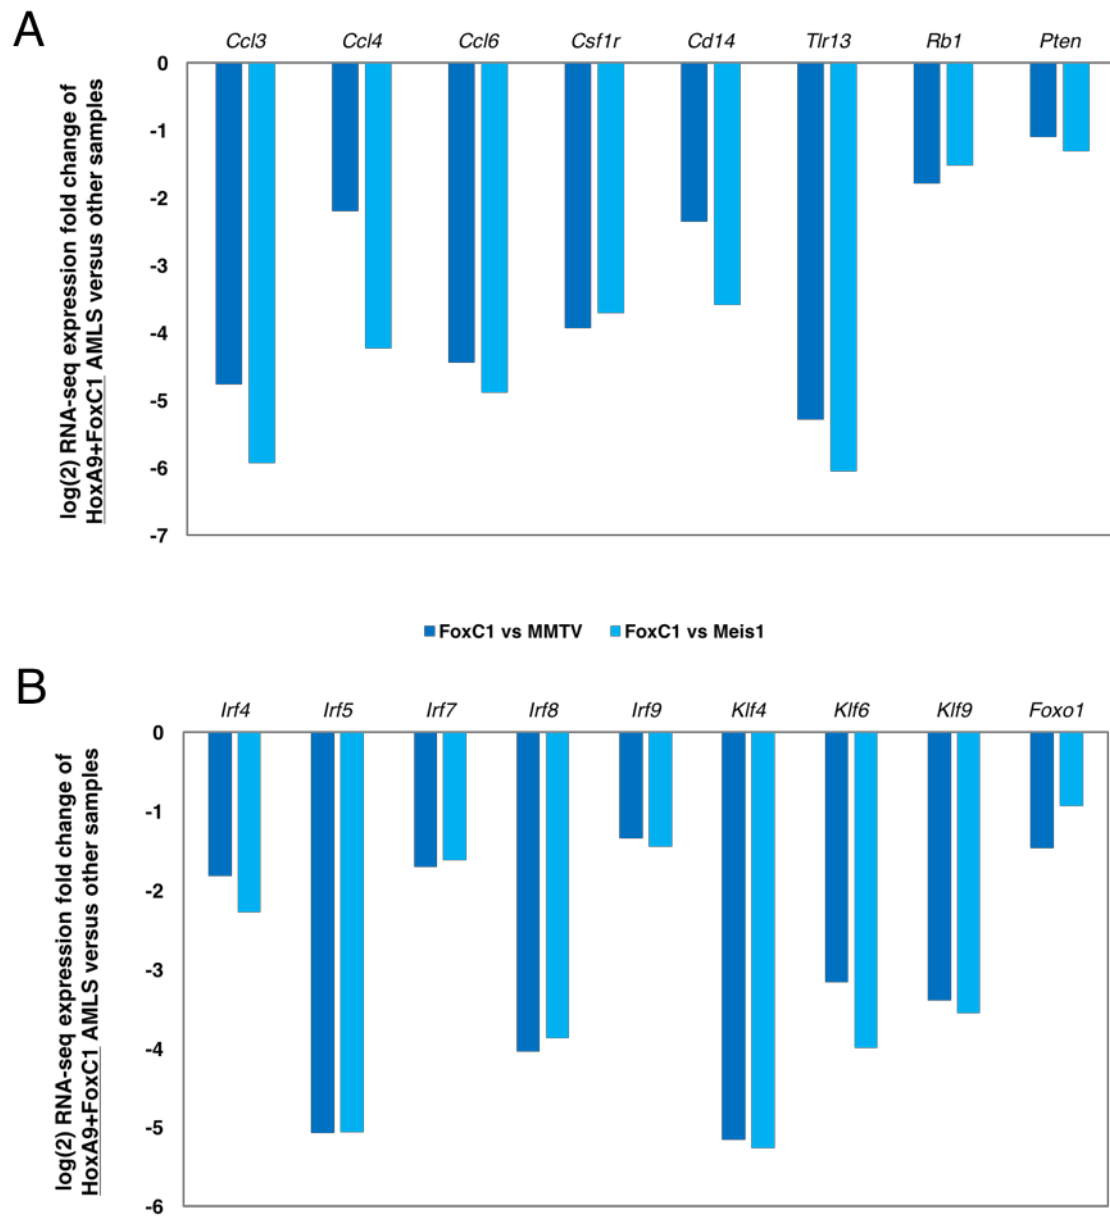 A
Ccl3 Ccl4 Ccl6 Csf1r Cd14 Tlr13 Rb1 Pten
log(2) RNA-seq expression fold change of
HoxA9+FoxC1 AMLS versus other samples
0
-1
-2
-3
-4
-5
-6
-7
FoxC1 vs MMTV FoxC1 vs Meis1
B
Irf4 Irf5 Irf7 Irf8 Irf9 Klf4 Klf6 Klf9 Foxo1
log(2) RNA-seq expression fold change of
HoxA9+FoxC1 AMLS versus other samples
0
-1
-2
-3
-4
-5
-6